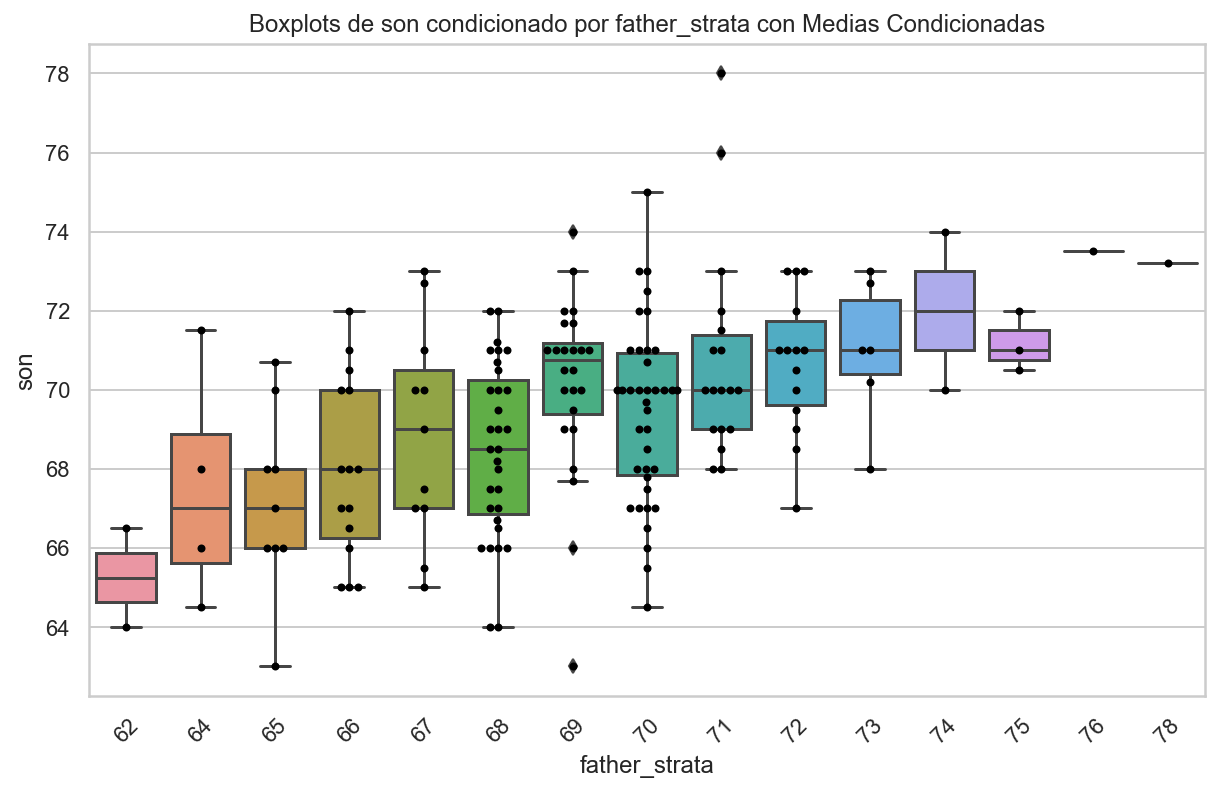 Boxplots de son condicionado por father_strata con Medias Condicionadas
78
76
74
72
70
68
66
64
son
62 64 65 66 67 68 69 70 71 72 73 74 75 76 78
father_strata